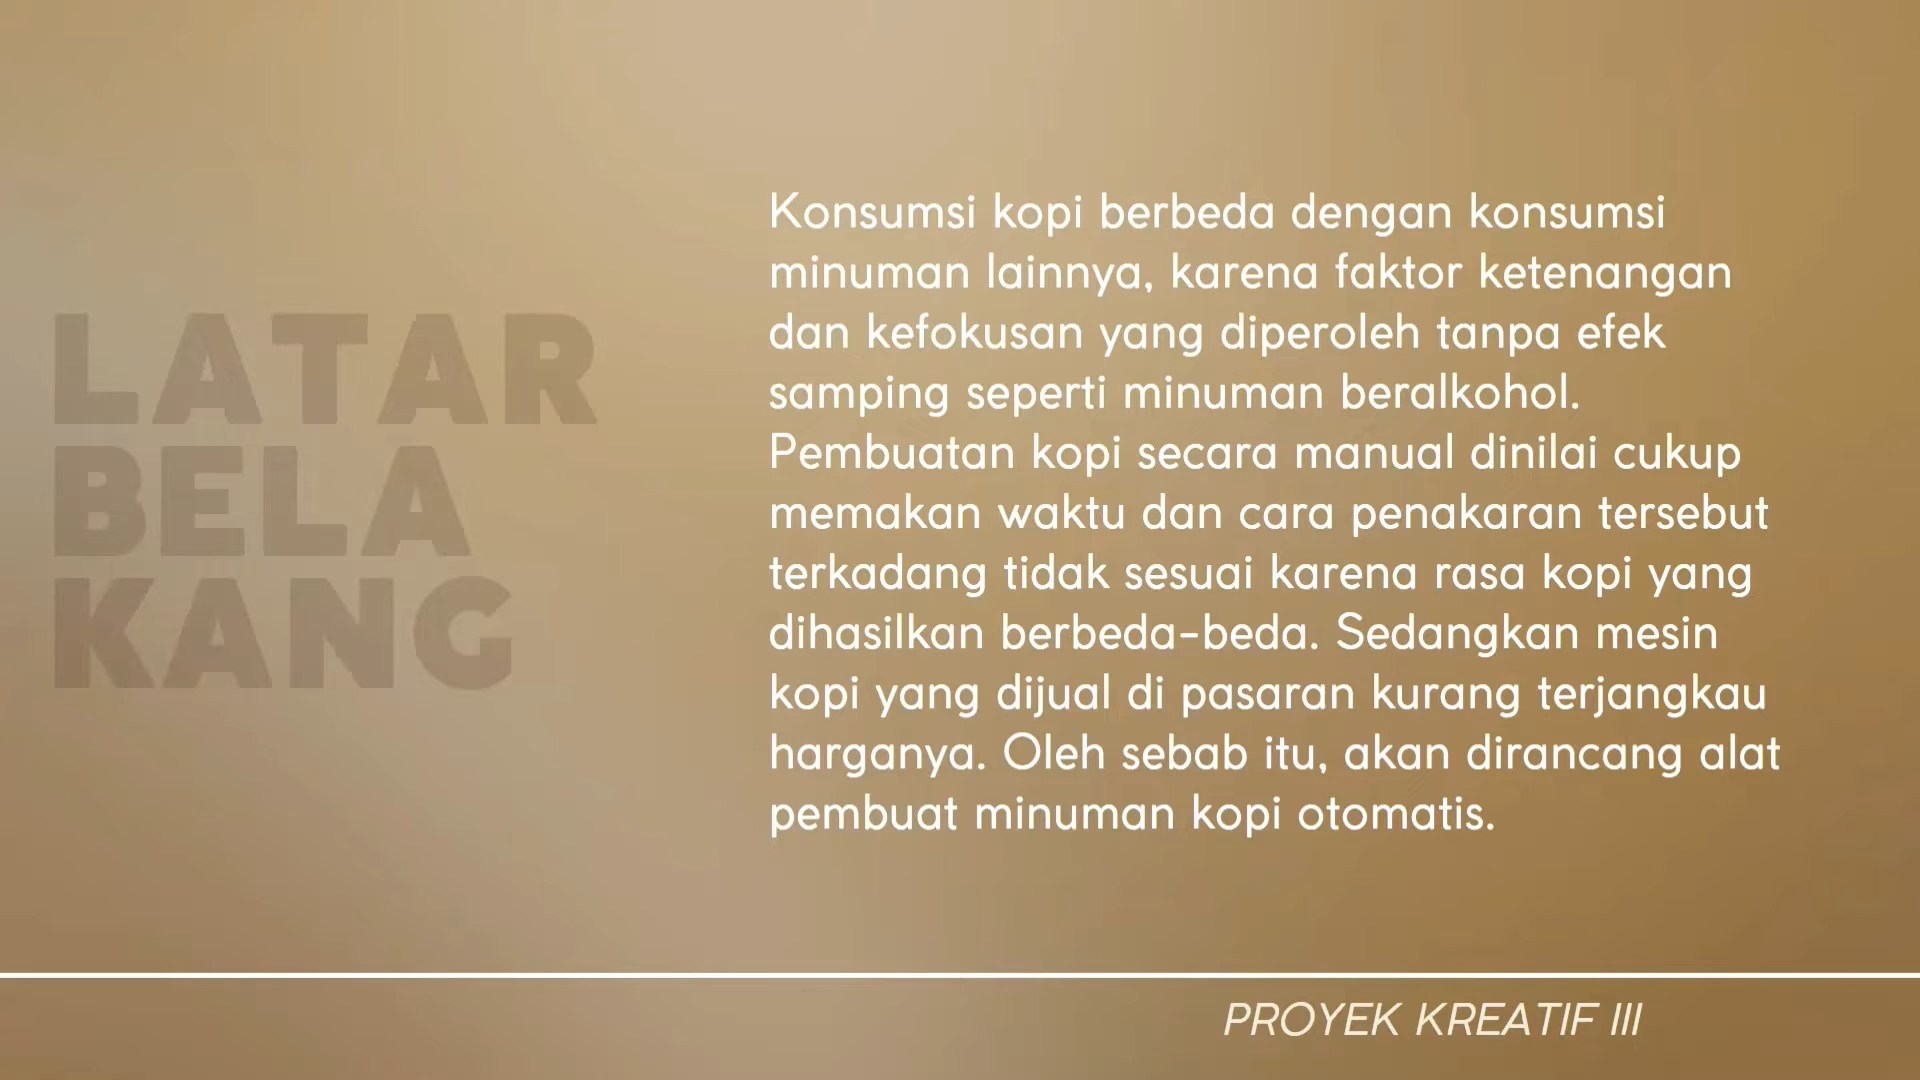 LATAR
BELA
KANG
Konsumsi kopi berbeda dengan konsumsi
minuman lainnya, karena faktor ketenangan
dan kefokusan yang diperoleh tanpa efek
samping seperti minuman beralkohol.
Pembuatan kopi secara manual dinilai cukup
memakan waktu dan cara penakaran tersebut
terkadang tidak sesuai karena rasa kopi yang
dihasilkan berbeda-beda. Sedangkan mesin
kopi yang dijual di pasaran kurang terjangkau
harganya. Oleh sebab itu, akan dirancang alat
pembuat minuman kopi otomatis.
PROYEK KREATIF III